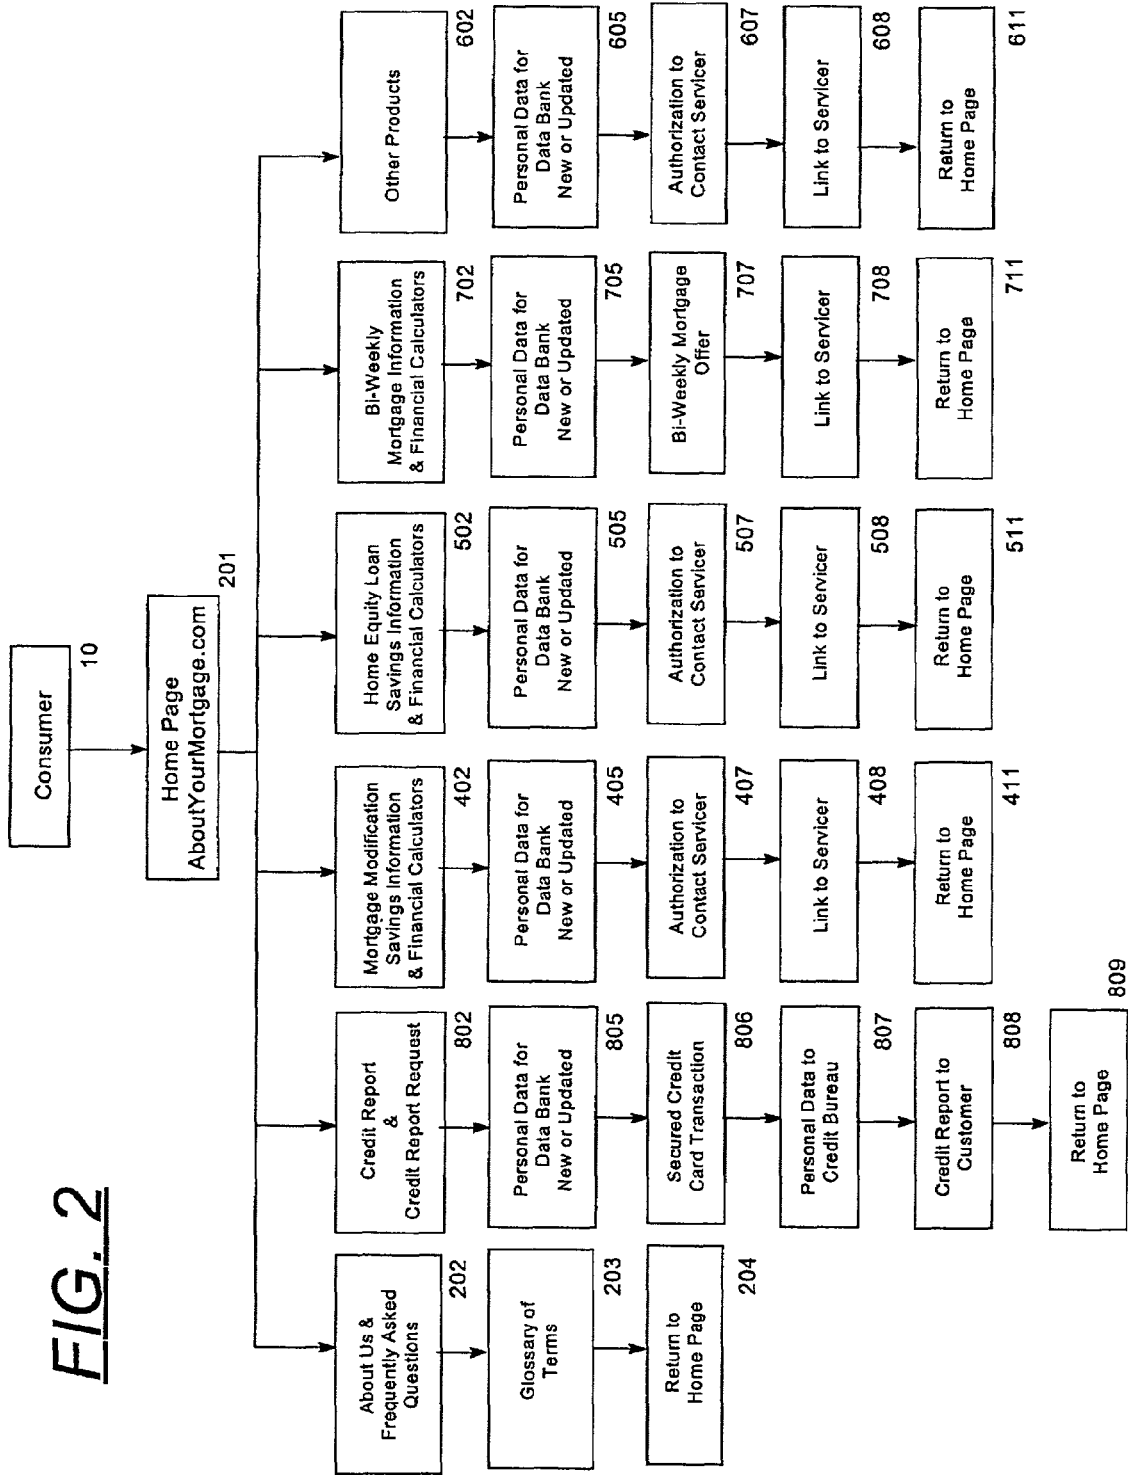 FIG. 2
Consumer
10
Home Page
AboutYourMortgage.com
201
About Us &
Frequently Asked
Questions
202
Glossary of
Terms
203
Return to
Home Page
204
Credit Report
&
Credit Report Request
802
Personal Data for
Data Bank
New or Updated
805
Secured Credit
Card Transaction
806
Personal Data to
Credit Bureau
807
Credit Report to
Customer
808
Return to
Home Page
809
Mortgage Modification
Savings Information
& Financial Calculators
402
Personal Data for
Data Bank
New or Updated
405
Authorization to
Contact Servicer
407
Link to Servicer
408
Return to
Home Page
411
Home Equity Loan
Savings Information
& Financial Calculators
502
Personal Data for
Data Bank
New or Updated
505
Authorization to
Contact Servicer
507
Link to Servicer
508
Return to
Home Page
511
Bi-Weekly
Mortgage Information
& Financial Calculators
702
Personal Data for
Data Bank
New or Updated
705
Bi-Weekly Mortgage
Offer
707
Link to Servicer
708
Return to
Home Page
711
Other Products
602
Personal Data for
Data Bank
New or Updated
605
Authorization to
Contact Servicer
607
Link to Servicer
608
Return to
Home Page
611